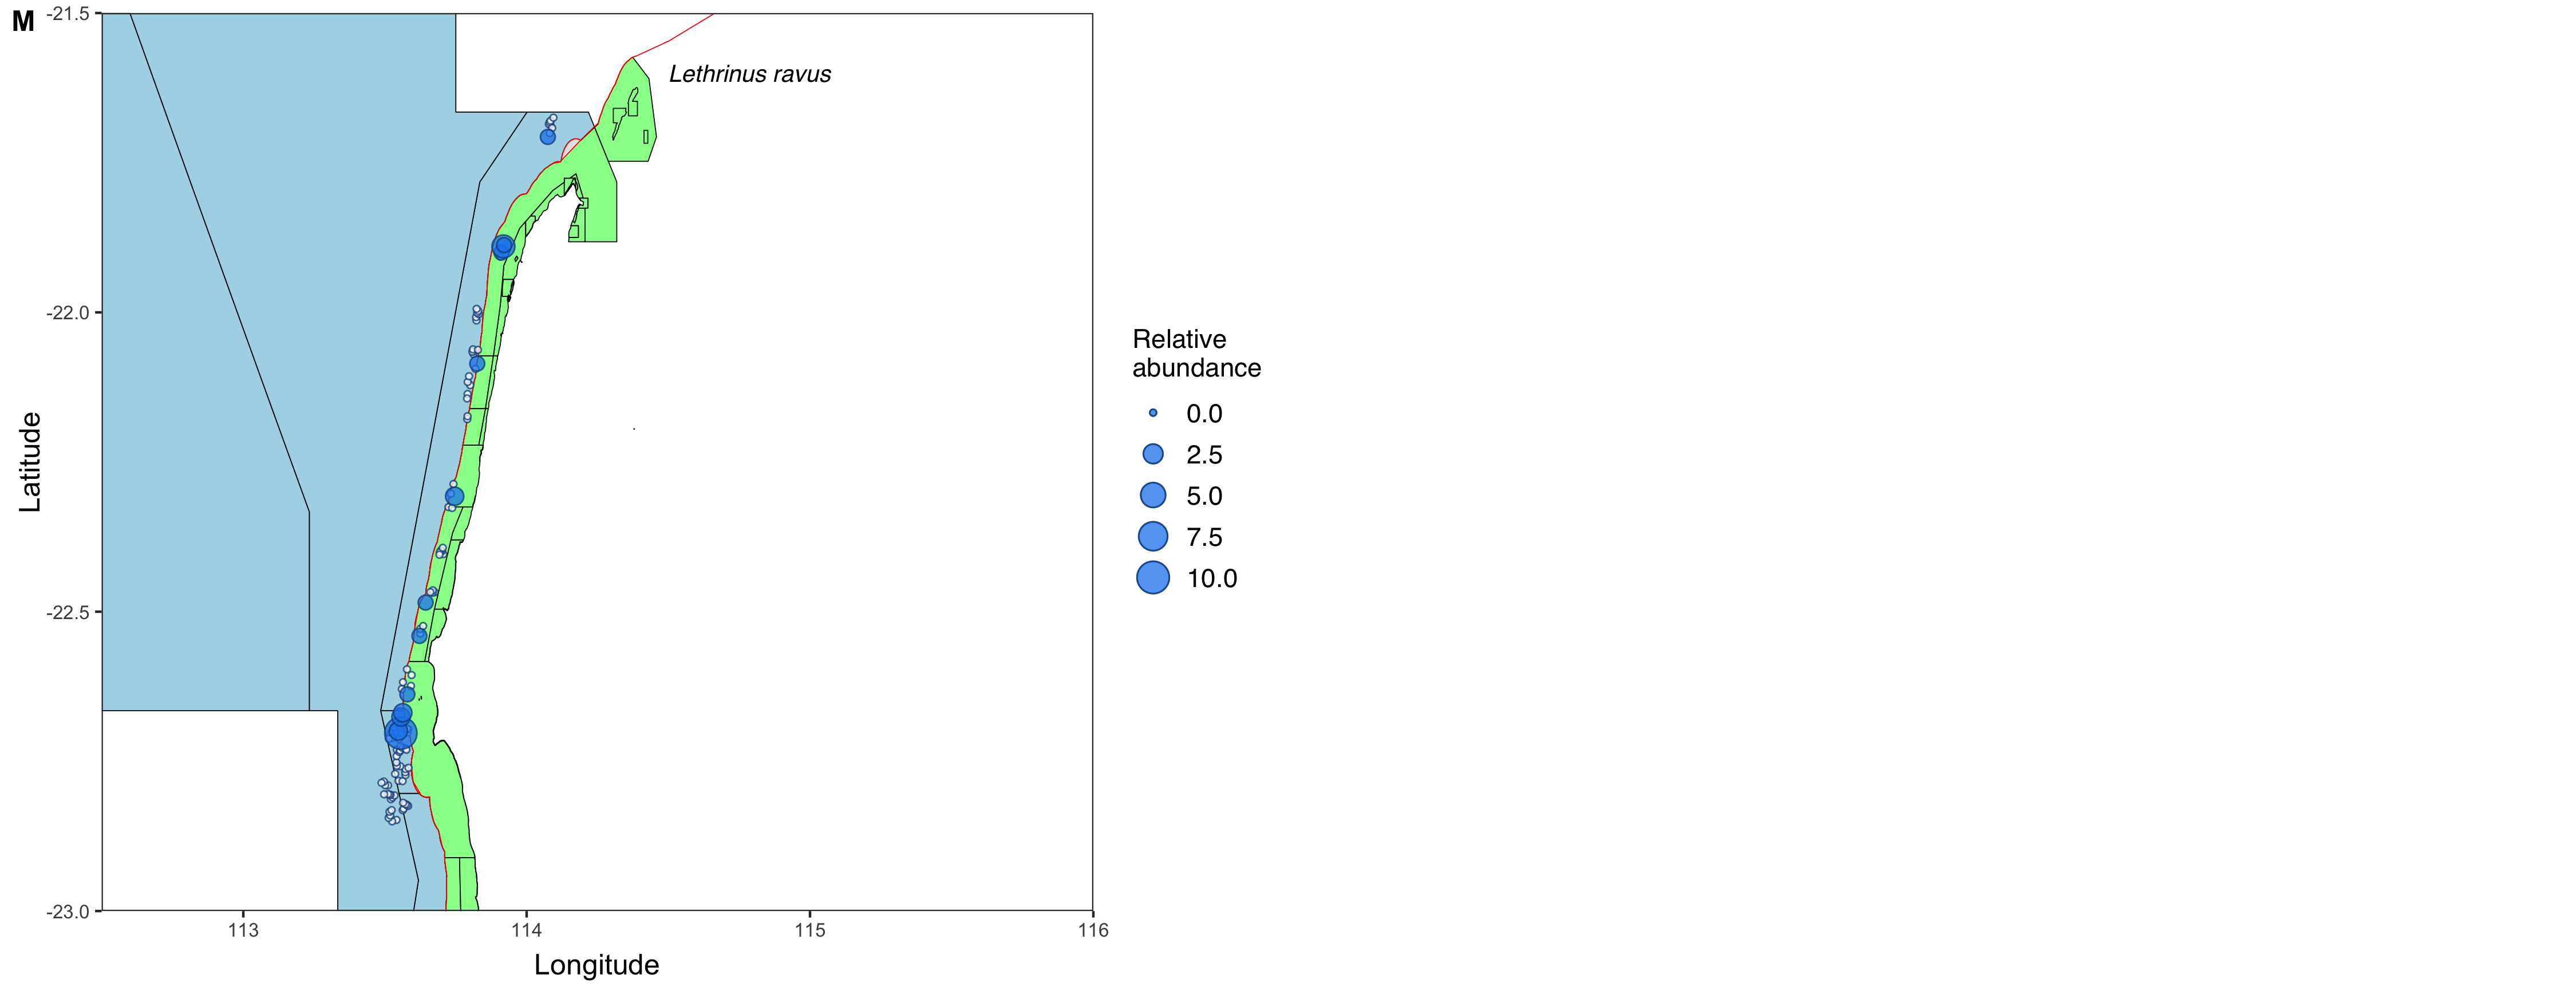 M
-21.5
Lethrinus ravus
-22.0
-22.5
-23.0
Latitude
113
114
115
116
Longitude
Relative
abundance
0.0
2.5
5.0
7.5
10.0